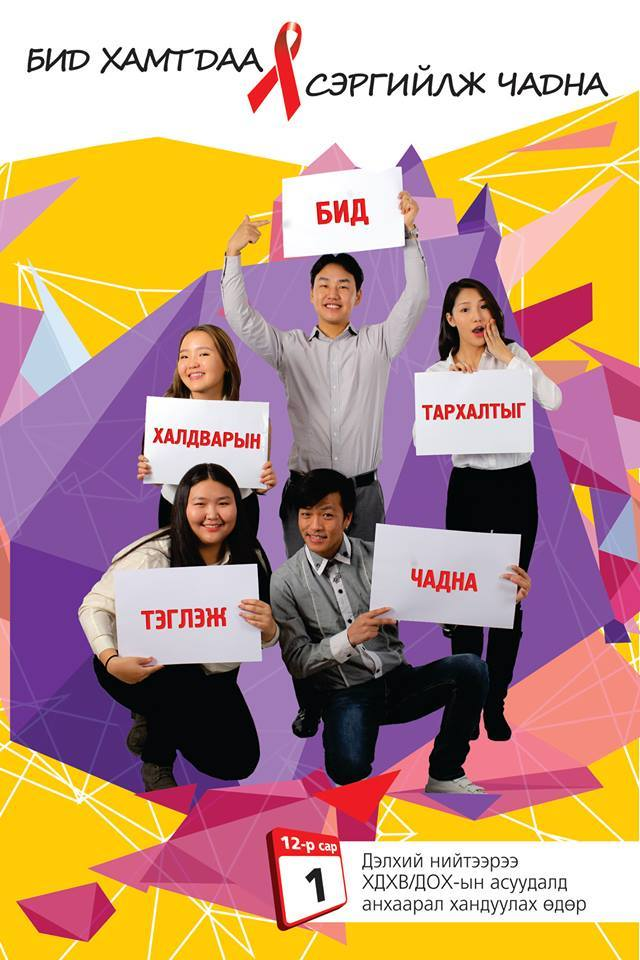 БИД ХАМТДАА
СЭРГИЙЛЖ ЧАДНА
БИД
ХАЛДВАРЫН
ТАРХАЛТЫГ
ТЭГЛЭЖ
ЧАДНА
12-р сар
1
Дэлхий нийтээрээ
ХДХВ/ДОХ-ын асуудалд
анхаарал хандуулах өдөр